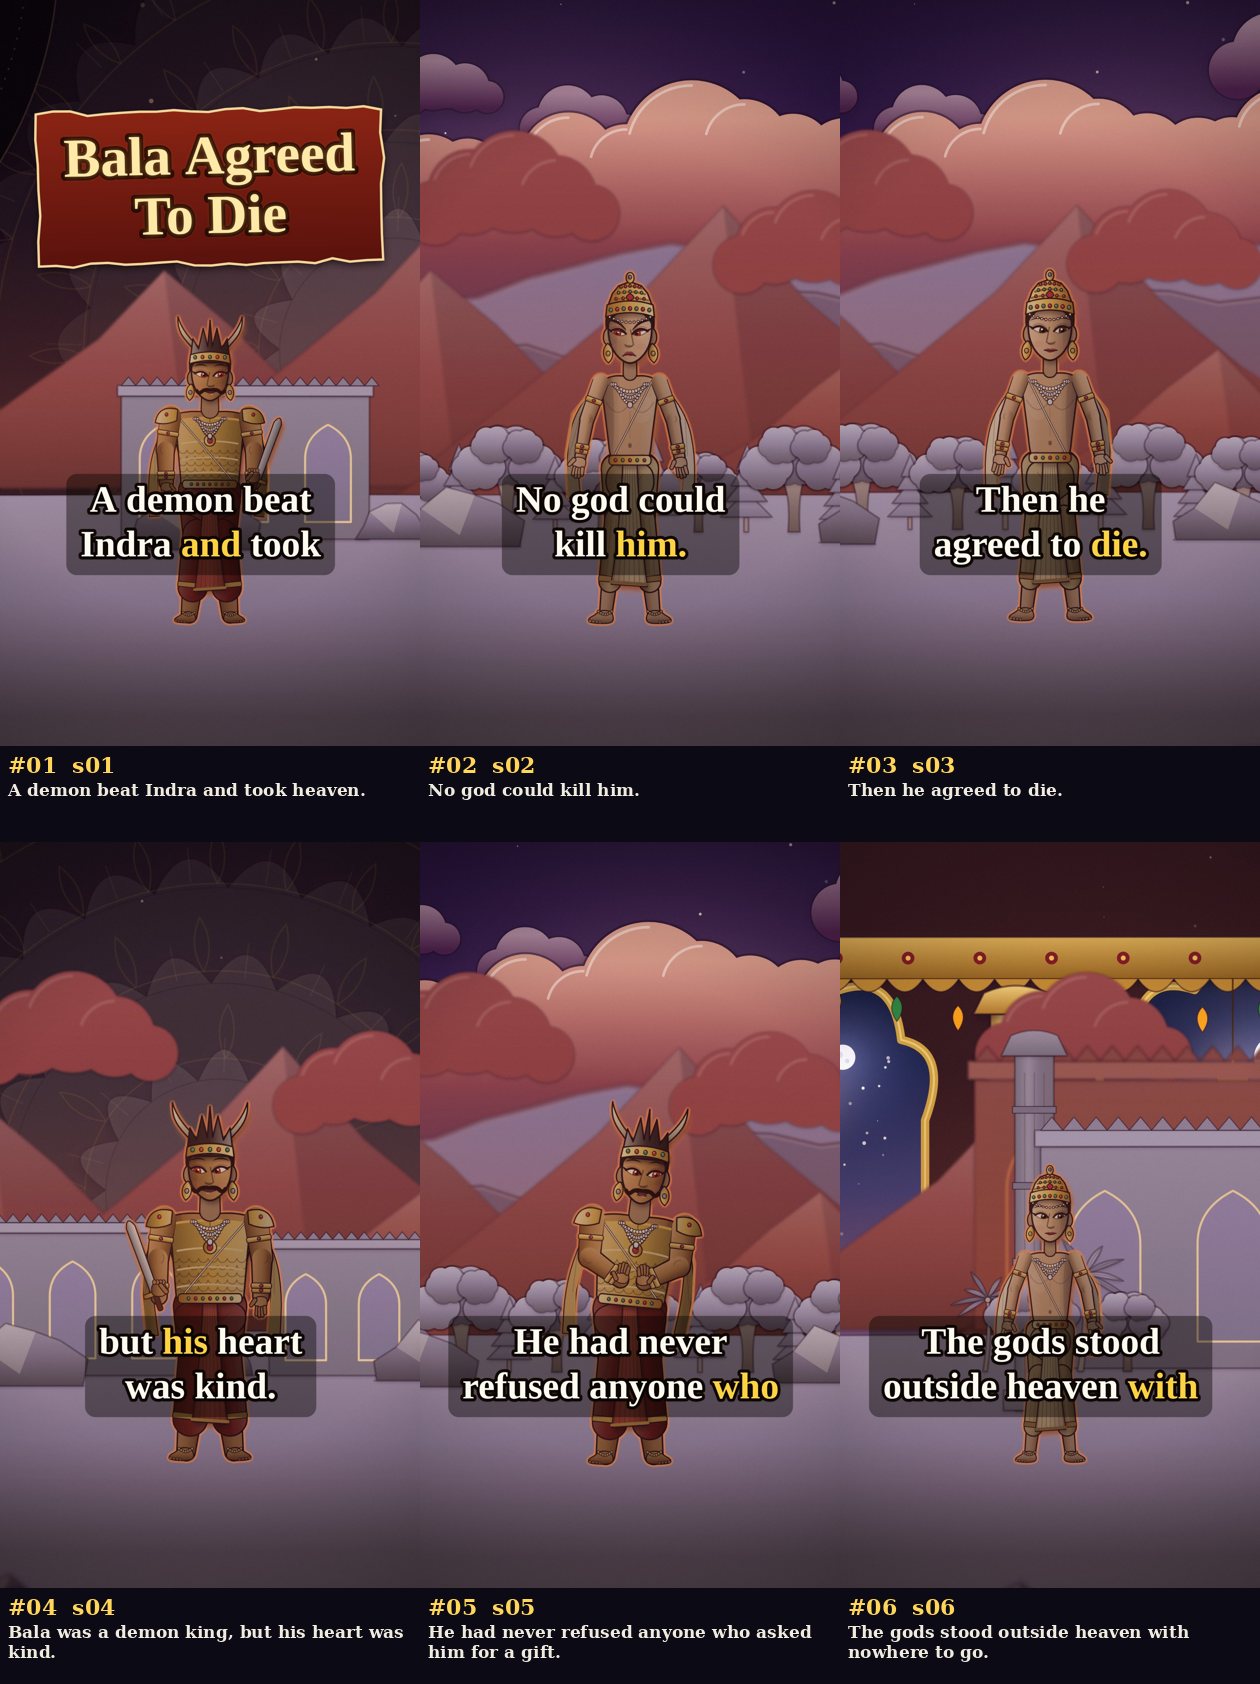 Bala Agreed
To Die
A demon beat
Indra and took
#01 s01
A demon beat Indra and took heaven.
No god could
kill him.
#02 s02
No god could kill him.
Then he
agreed to die.
#03 s03
Then he agreed to die.
but his heart
was kind.
#04 s04
Bala was a demon king, but his heart was
kind.
He had never
refused anyone who
#05 s05
He had never refused anyone who asked
him for a gift.
The gods stood
outside heaven with
#06 s06
The gods stood outside heaven with
nowhere to go.